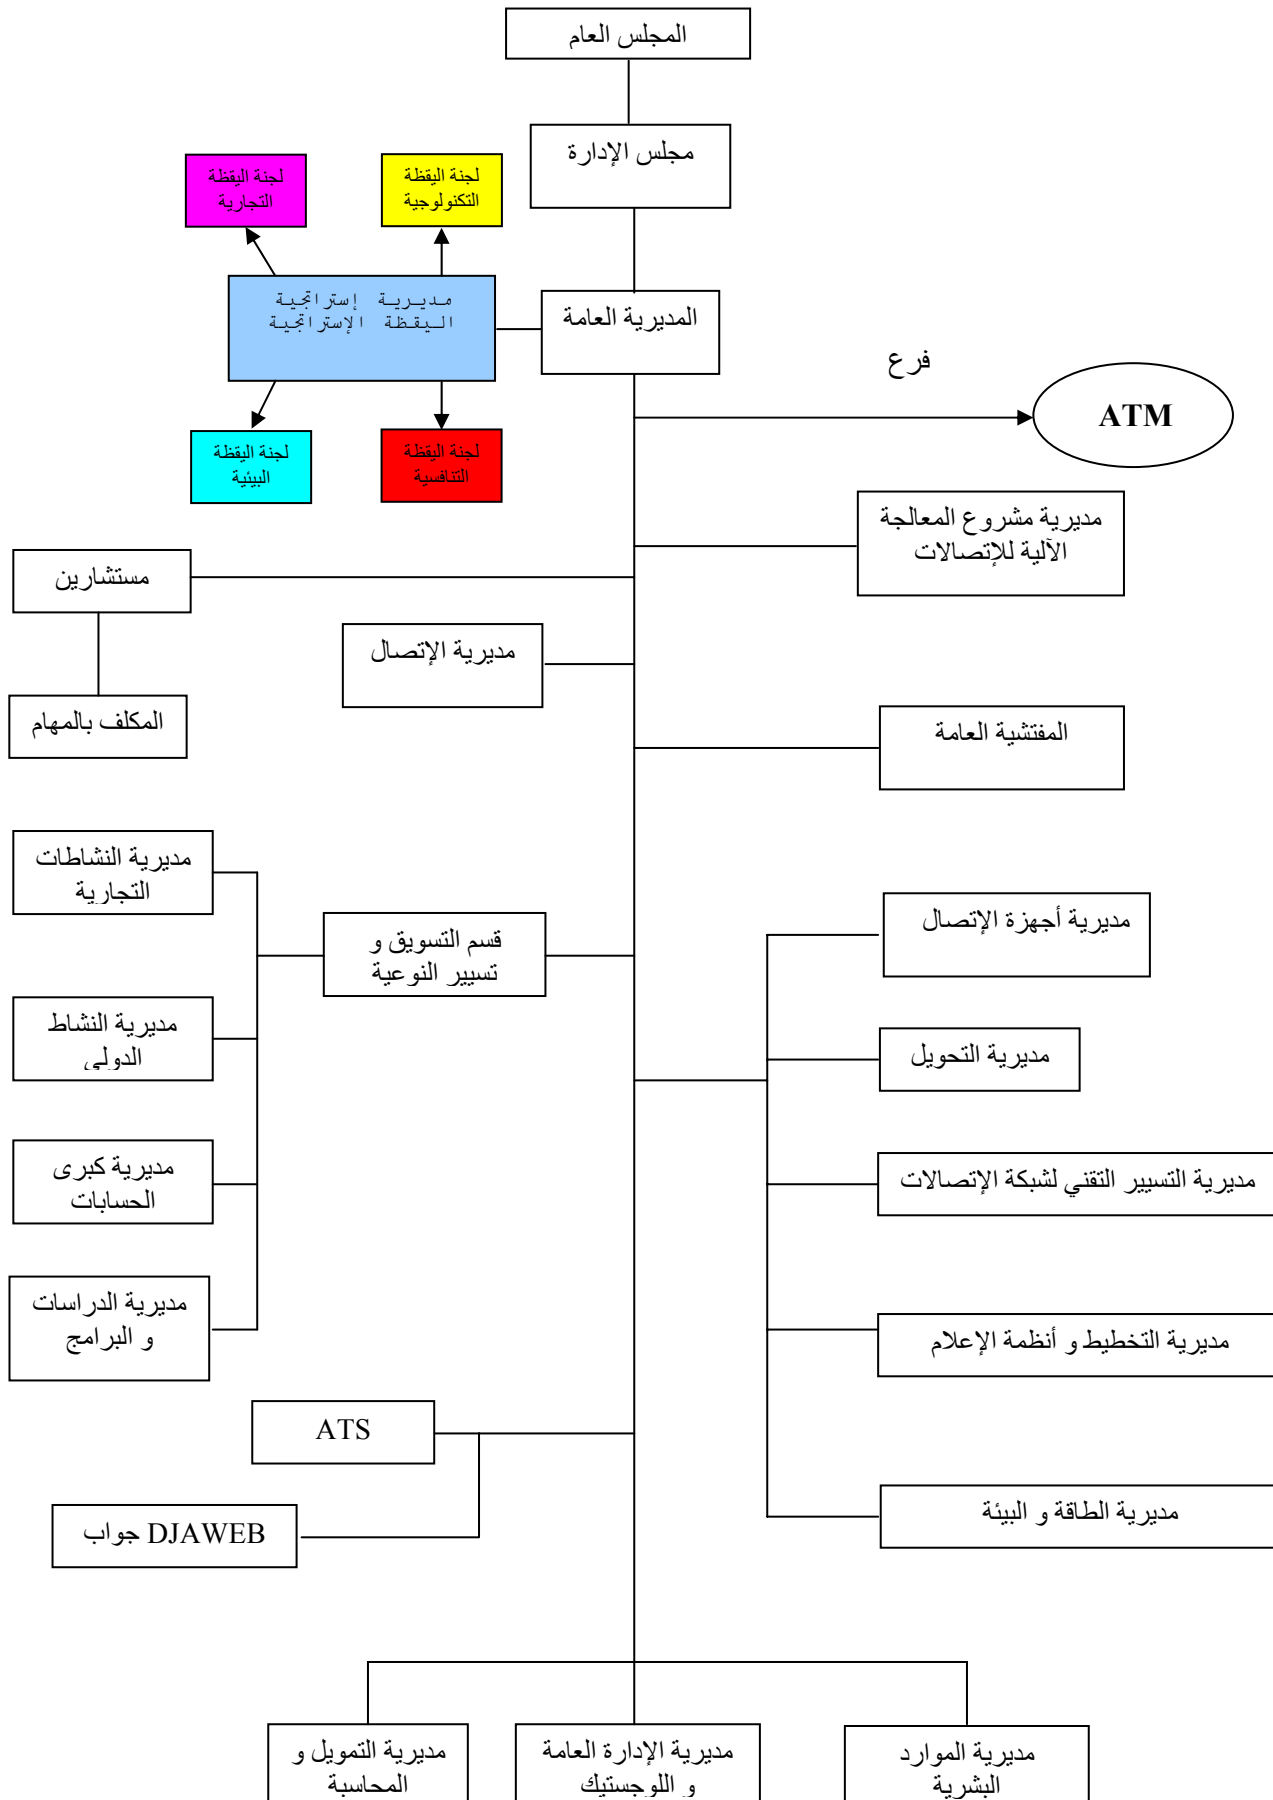 المجلس العام
مجلس الإدارة
لجنة اليقظة
التكنولوجية
لجنة اليقظة
التجارية
مديرية إستراتجية
اليقظة الإستراتجية
المديرية العامة
فرع
ATM
لجنة اليقظة
التنافسية
لجنة اليقظة
البيئية
مديرية مشروع المعالجة
الآلية للإتصالات
مستشارين
مديرية الإتصال
المكلف بالمهام
المفتشية العامة
مديرية النشاطات
التجارية
قسم التسويق و
تسيير النوعية
مديرية أجهزة الإتصال
مديرية النشاط
الدولي
مديرية التحويل
مديرية كبرى
الحسابات
مديرية التسيير التقني لشبكة الإتصالات
مديرية الدراسات
و البرامج
مديرية التخطيط و أنظمة الإعلام
ATS
DJAWEB جواب
مديرية الطاقة و البيئة
مديرية الموارد
البشرية
مديرية الإدارة العامة
و اللوجستيك
مديرية التمويل و
المحاسبة